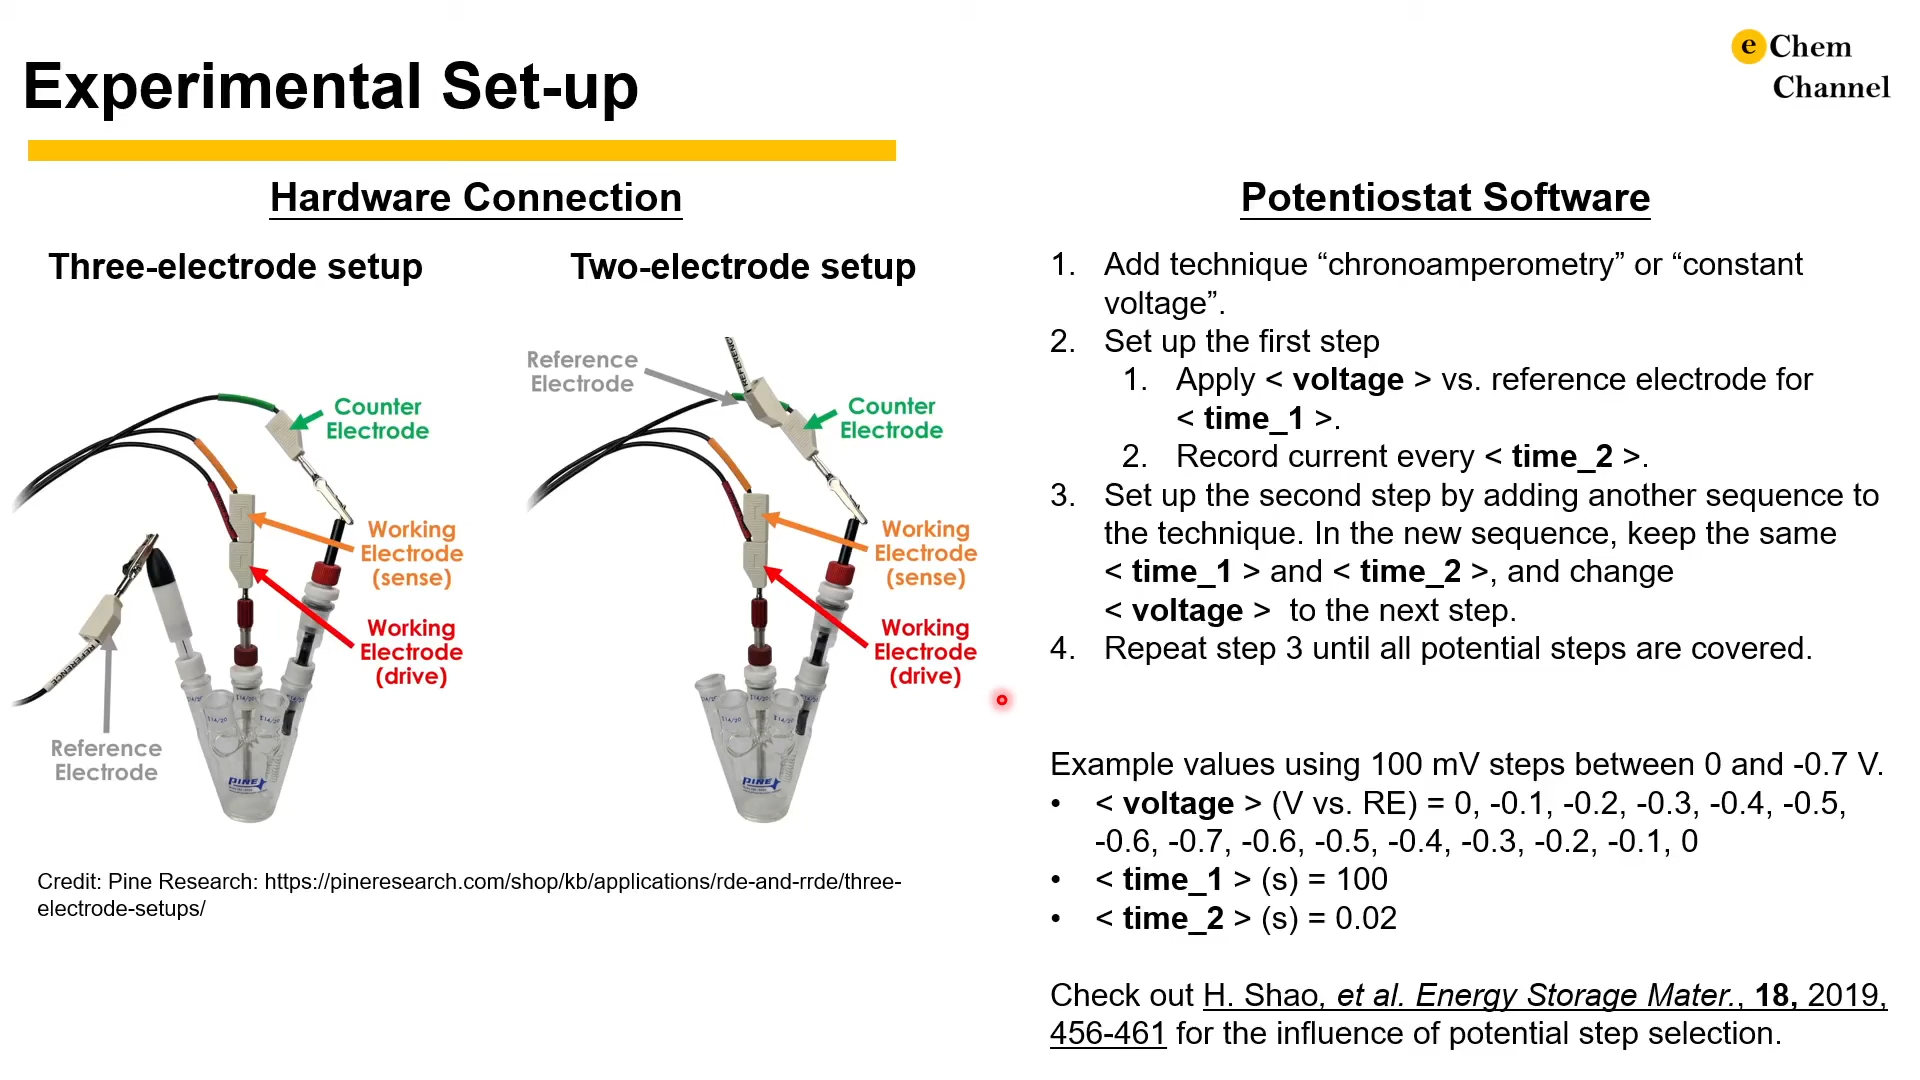 Experimental Set-up
e Chem
Channel
Hardware Connection
Three-electrode setup
Two-electrode setup
Counter
Electrode
Working
Electrode
(sense)
Working
Electrode
(drive)
REFERENCE
Reference
Electrode
PINE
Reference
Electrode
REFERENCE
Counter
Electrode
Working
Electrode
(sense)
Working
Electrode
(drive)
PINE
Credit: Pine Research: https://pineresearch.com/shop/kb/applications/rde-and-rrde/three-
electrode-setups/
Potentiostat Software
1. Add technique “chronoamperometry” or “constant
voltage”.
2. Set up the first step
1. Apply < voltage > vs. reference electrode for
< time_1 >.
2. Record current every < time_2 >.
3. Set up the second step by adding another sequence to
the technique. In the new sequence, keep the same
< time_1 > and < time_2 >, and change
< voltage > to the next step.
4. Repeat step 3 until all potential steps are covered.
Example values using 100 mV steps between 0 and -0.7 V.
• < voltage > (V vs. RE) = 0, -0.1, -0.2, -0.3, -0.4, -0.5,
-0.6, -0.7, -0.6, -0.5, -0.4, -0.3, -0.2, -0.1, 0
• < time_1 > (s) = 100
• < time_2 > (s) = 0.02
Check out H. Shao, et al. Energy Storage Mater., 18, 2019,
456-461 for the influence of potential step selection.